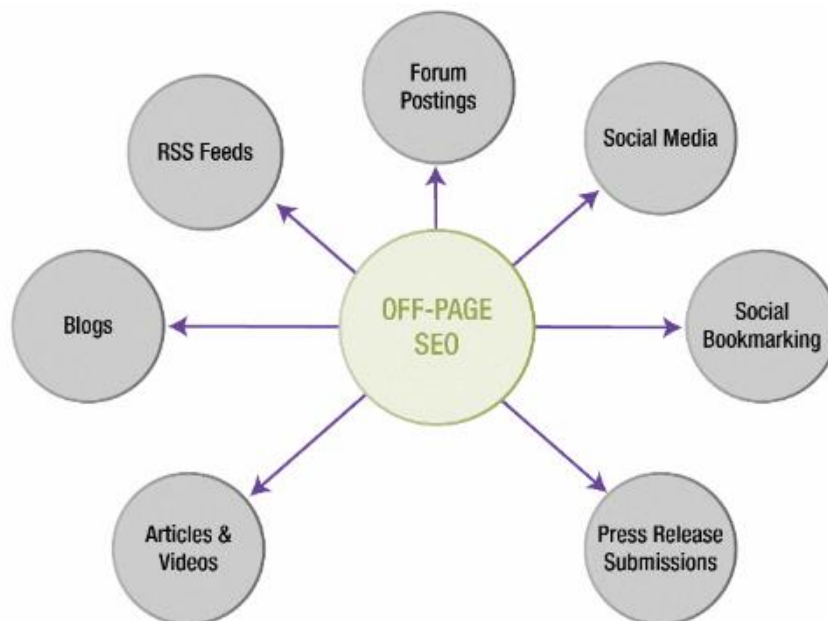 Forum
Postings
RSS Feeds
Social Media
Blogs
OFF-PAGE
SEO
Social
Bookmarking
Articles &
Videos
Press Release
Submissions